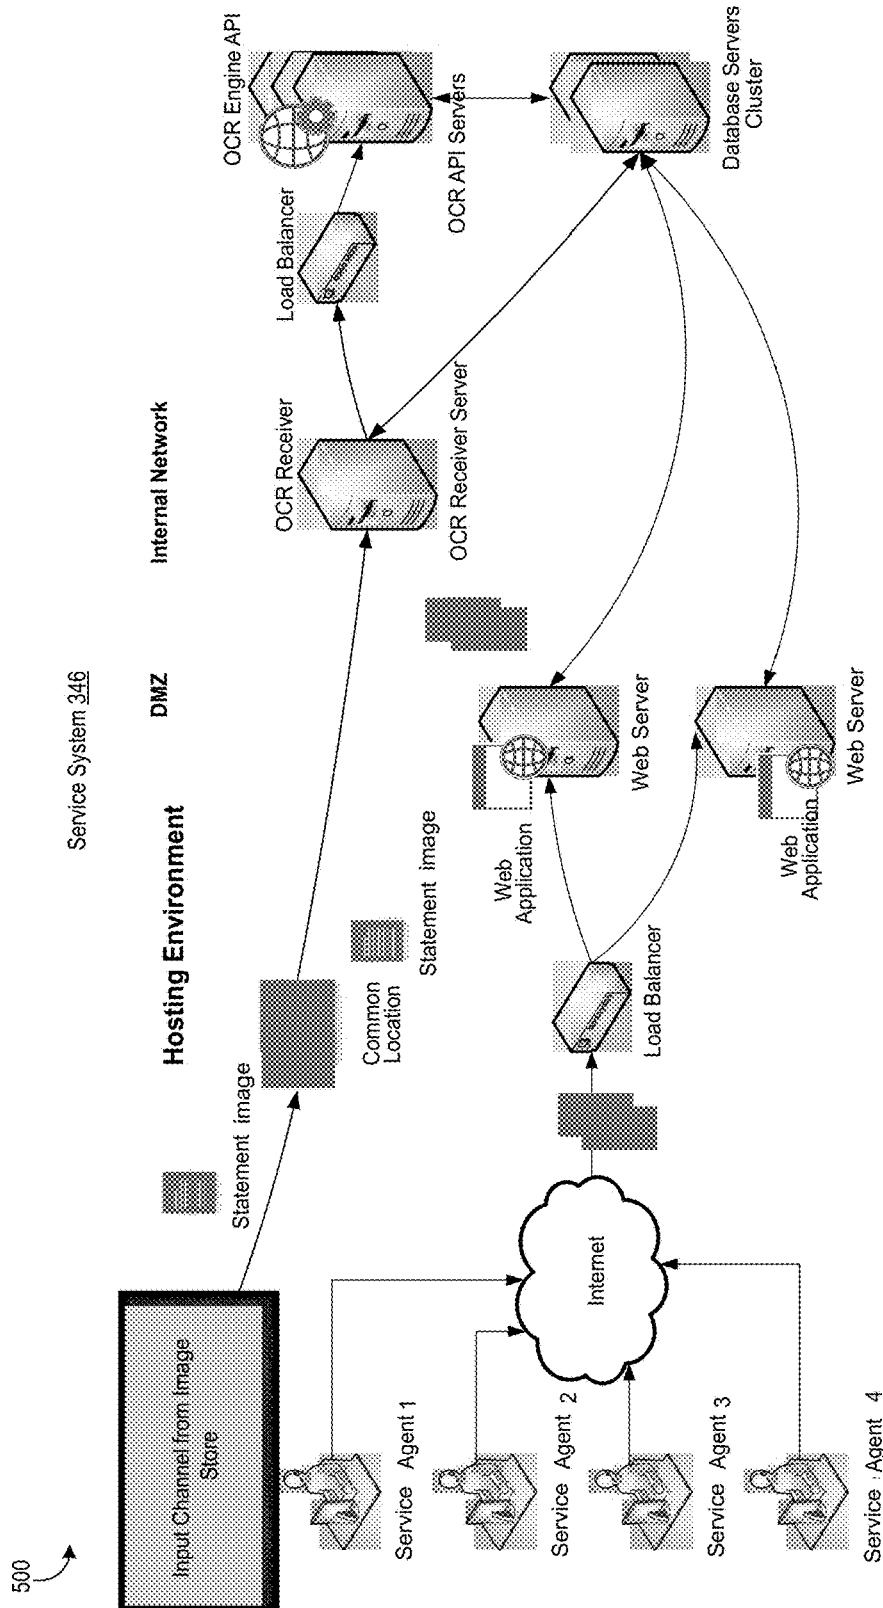 500
Service System 346
Hosting Environment
DMZ
Internal Network
Input Channel from Image
Store
Statement image
Common
Location
Statement image
OCR Receiver
OCR Receiver Server
Load Balancer
OCR Engine API
OCR API Servers
Database Servers
Cluster
Service Agent 1
Service Agent 2
Service Agent 3
Service Agent 4
Internet
Load Balancer
Web
Application
Web Server
Web
Application
Web Server